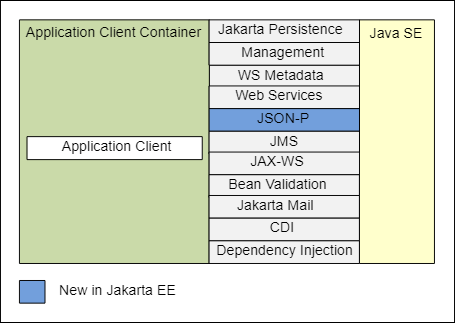 Application Client Container
Application Client
Jakarta Persistence
Management
WS Metadata
Web Services
JSON-P
JMS
JAX-WS
Bean Validation
Jakarta Mail
CDI
Dependency Injection
Java SE
New in Jakarta EE